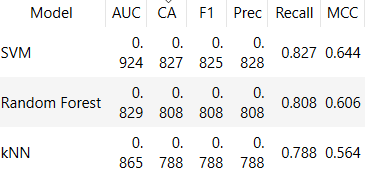 Model AUC CA F1 Prec Recall MCC
SVM 0.924 0.827 0.825 0.828 0.827 0.644
Random Forest 0.829 0.808 0.808 0.808 0.808 0.606
kNN 0.865 0.788 0.788 0.788 0.788 0.564